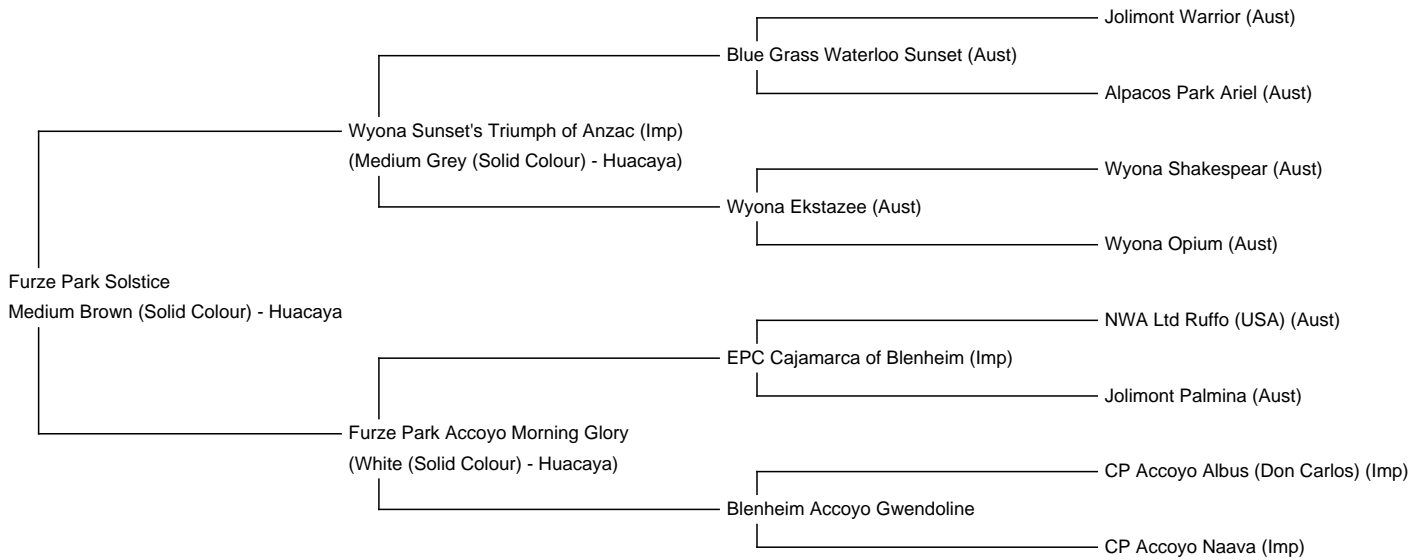 Jolimont Warrior (Aust)
Blue Grass Waterloo Sunset (Aust)
Alpacos Park Ariel (Aust)
Wyona Sunset's Triumph of Anzac (Imp)
(Medium Grey (Solid Colour) - Huacaya)
Wyona Shakespear (Aust)
Wyona Ekstazee (Aust)
Wyona Opium (Aust)
Furze Park Solstice
Medium Brown (Solid Colour) - Huacaya
NWA Ltd Ruffo (USA) (Aust)
EPC Cajamarca of Blenheim (Imp)
Jolimont Palmina (Aust)
Furze Park Accoyo Morning Glory
(White (Solid Colour) - Huacaya)
CP Accoyo Albus (Don Carlos) (Imp)
Blenheim Accoyo Gwendoline
CP Accoyo Naava (Imp)